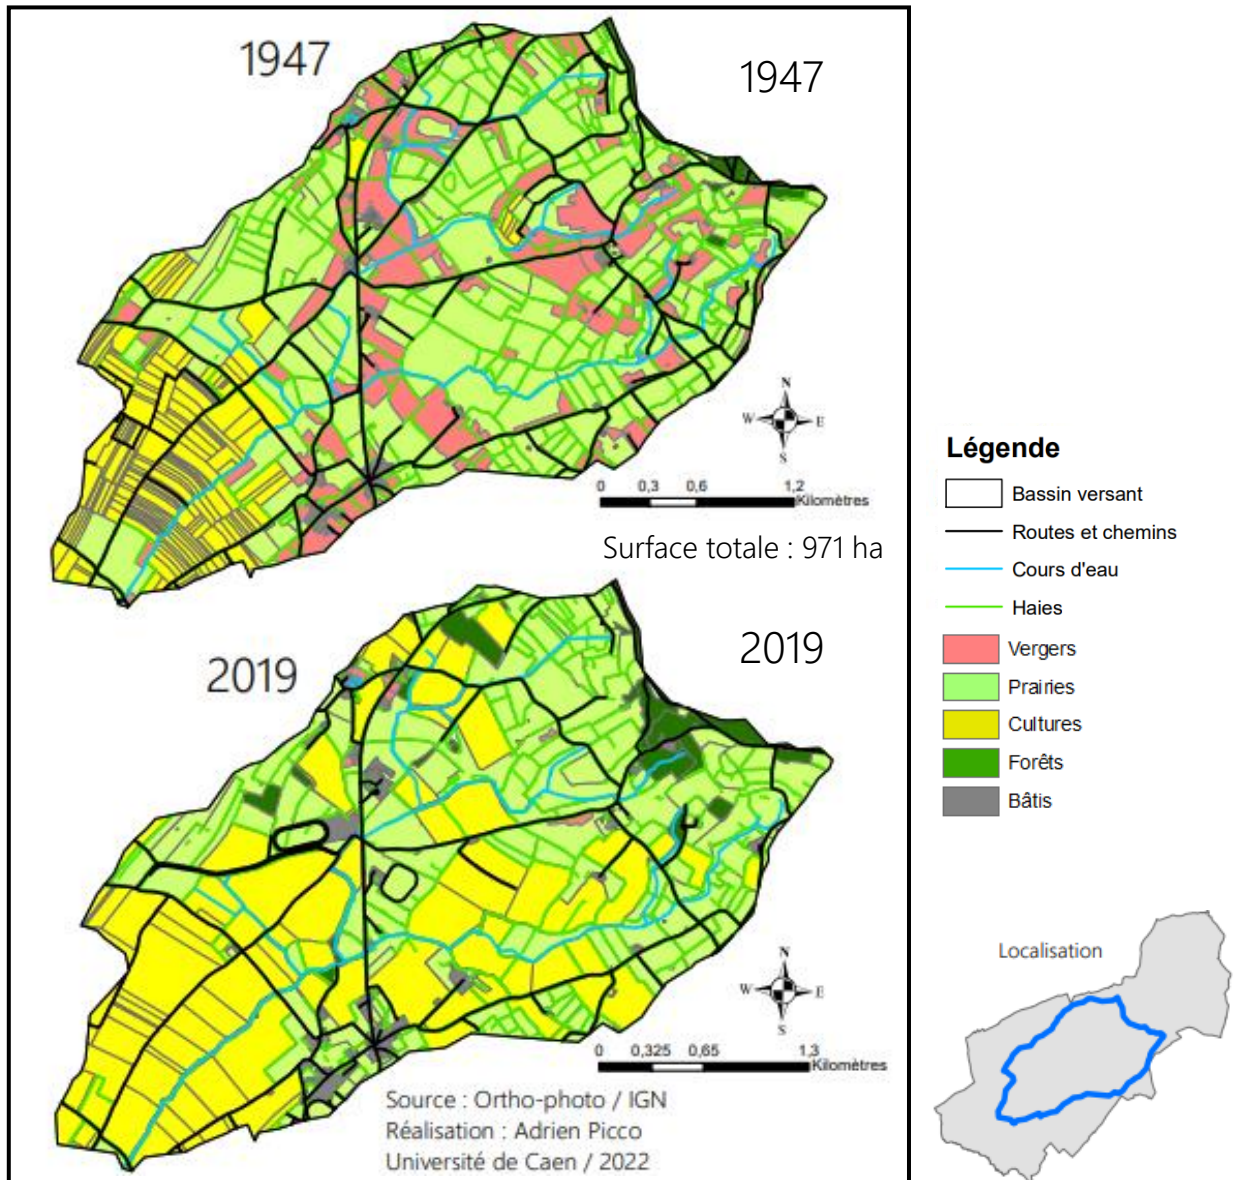 1947
1947
N
W
E
S
0
0,3
0,6
1,2
Kilomètres
Surface totale : 971 ha
2019
2019
N
W
E
S
0
0,325
0,65
1,3
Kilomètres
Source : Ortho-photo / IGN
Réalisation : Adrien Picco
Université de Caen / 2022
Légende
Bassin versant
Routes et chemins
Cours d'eau
Haies
Vergers
Prairies
Cultures
Forêts
Bâtis
Localisation